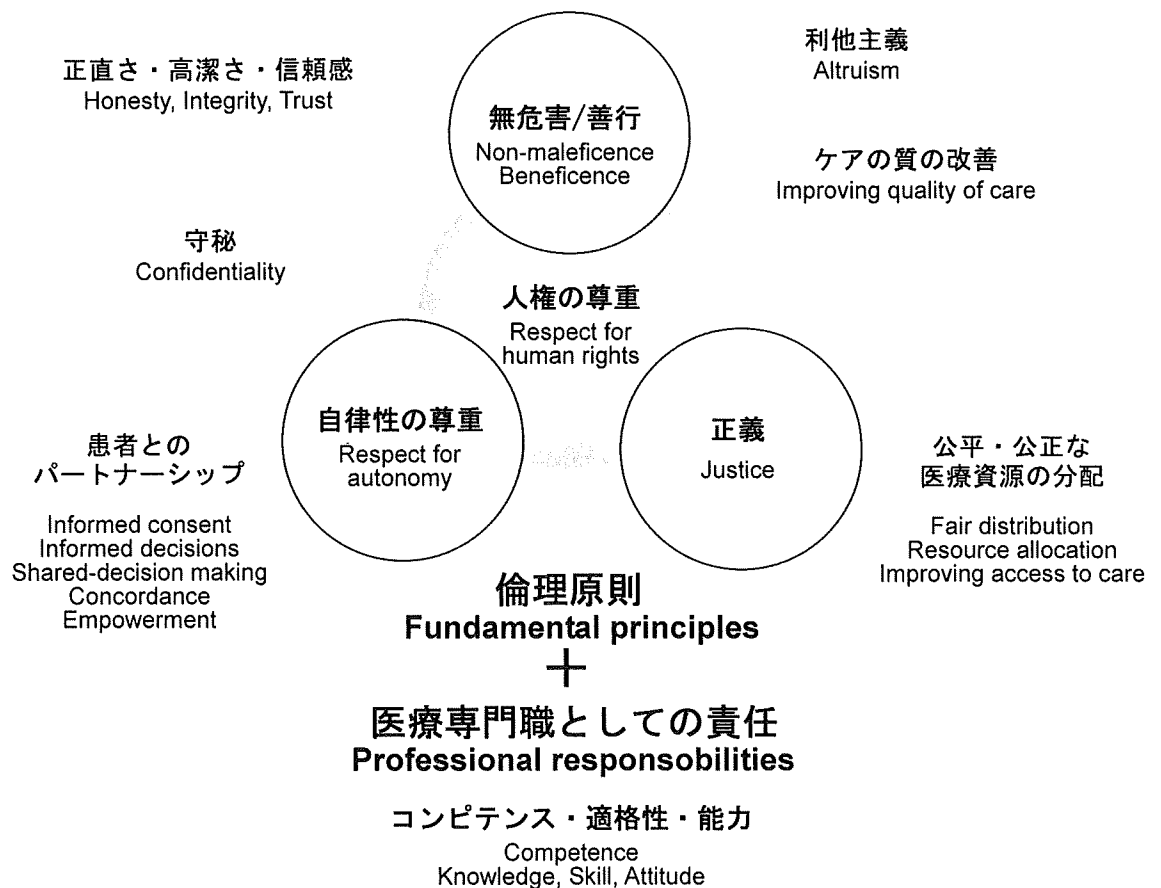 正直さ・高潔さ・信頼感
Honesty, Integrity, Trust
利他主義
Altruism
無危害/善行
Non-maleficence
Beneficence
ケアの質の改善
Improving quality of care
守秘
Confidentiality
人権の尊重
Respect for
human rights
自律性の尊重
Respect for
autonomy
正義
Justice
患者との
パートナーシップ
Informed consent
Informed decisions
Shared-decision making
Concordance
Empowerment
公平・公正な
医療資源の分配
Fair distribution
Resource allocation
Improving access to care
倫理原則
Fundamental principles
+
医療専門職としての責任
Professional responsobilities
コンピテンス・適格性・能力
Competence
Knowledge, Skill, Attitude